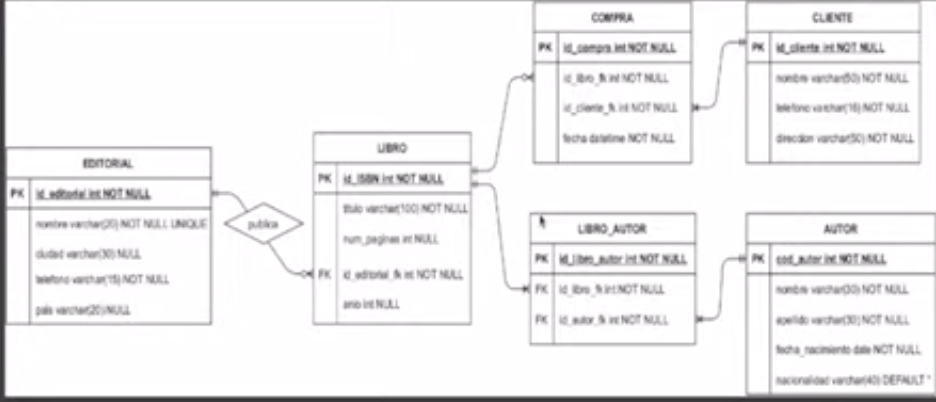 EDITORIAL
PK id_editorial int NOT NULL
nombre varchar(20) NOT NULL UNIQUE
ciudad varchar(30) NULL
telefono varchar(15) NOT NULL
pais varchar(20) NULL
publica
LIBRO
PK id_ISBN int NOT NULL
titulo varchar(100) NOT NULL
num_paginas int NULL
FK id_editorial_fk int NOT NULL
anio int NULL
COMPRA
PK id_compra int NOT NULL
id_libro_fk int NOT NULL
id_cliente_fk int NOT NULL
fecha datetime NOT NULL
CLIENTE
PK id_cliente int NOT NULL
nombre varchar(50) NOT NULL
telefono varchar(16) NOT NULL
direccion varchar(50) NOT NULL
LIBRO_AUTOR
PK id_libro_autor int NOT NULL
FK id_libro_fk int NOT NULL
FK id_autor_fk int NOT NULL
AUTOR
PK cod_autor int NOT NULL
nombre varchar(30) NOT NULL
apellido varchar(30) NOT NULL
fecha_nacimiento date NOT NULL
nacionalidad varchar(40) DEFAULT '